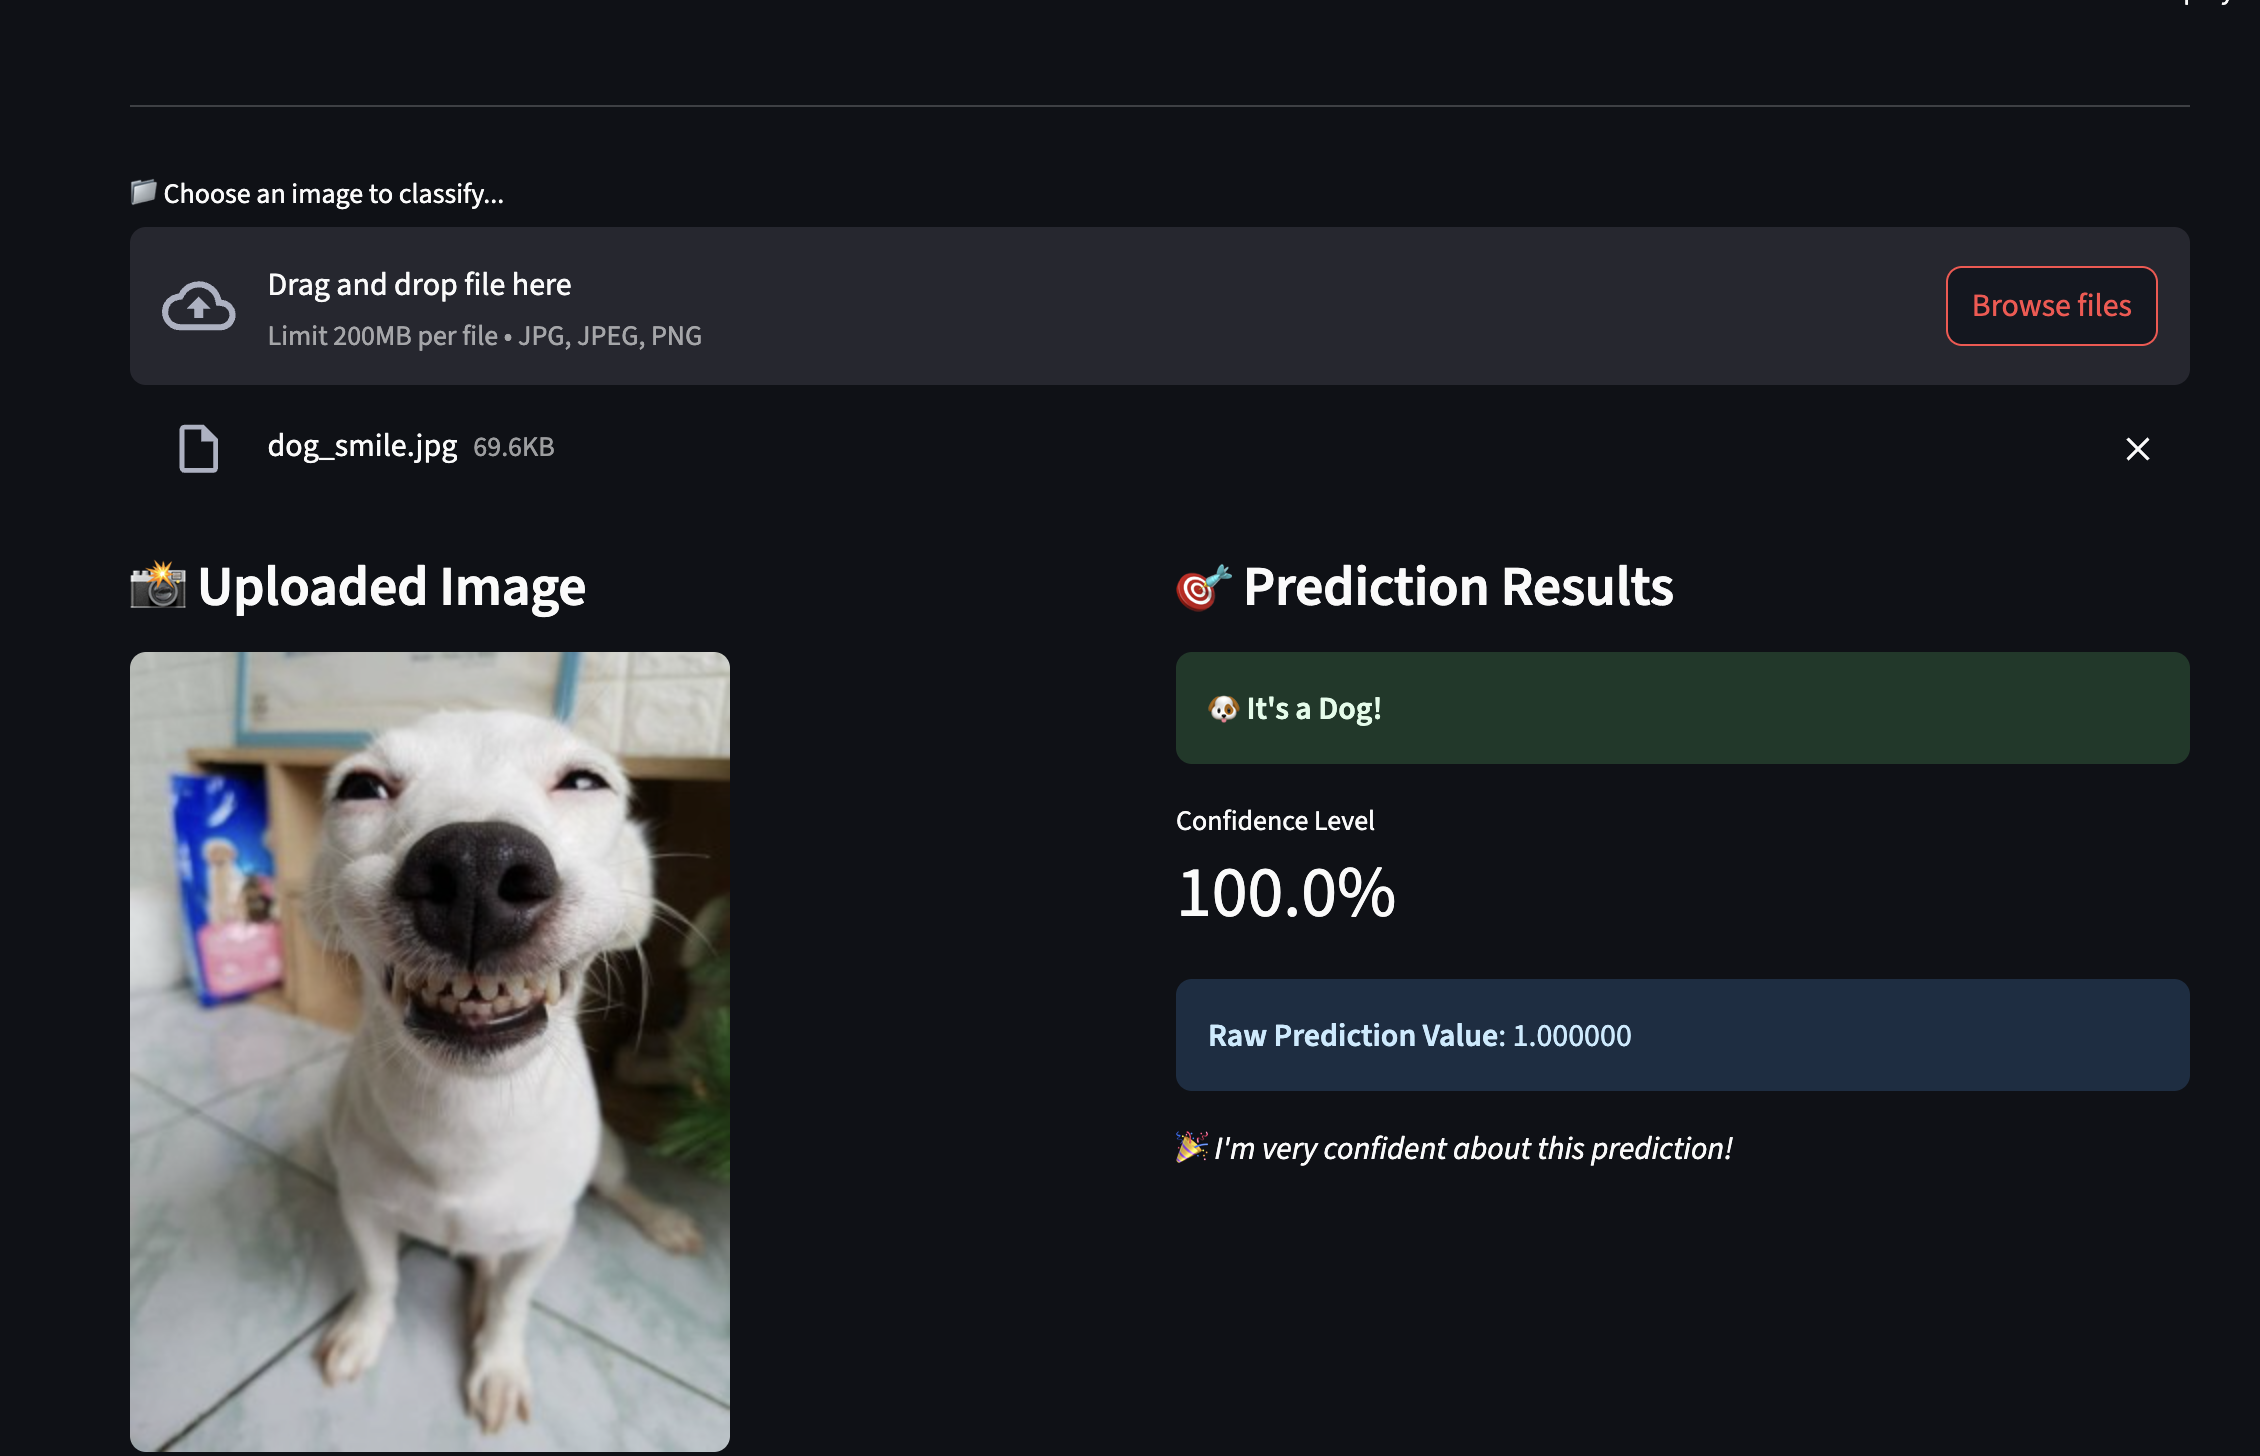 Choose an image to classify...
Drag and drop file here
Limit 200MB per file • JPG, JPEG, PNG
Browse files
dog_smile.jpg 69.6KB
Uploaded Image
Prediction Results
It's a Dog!
Confidence Level
100.0%
Raw Prediction Value: 1.000000
I'm very confident about this prediction!